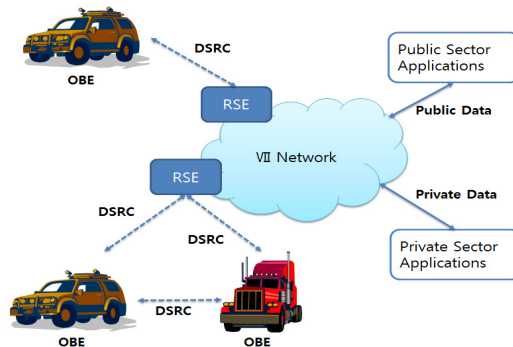 DSRC
OBE
RSE
Public Sector
Applications
Public Data
Ⅶ Network
RSE
Private Data
DSRC
DSRC
Private Sector
Applications
DSRC
OBE
OBE